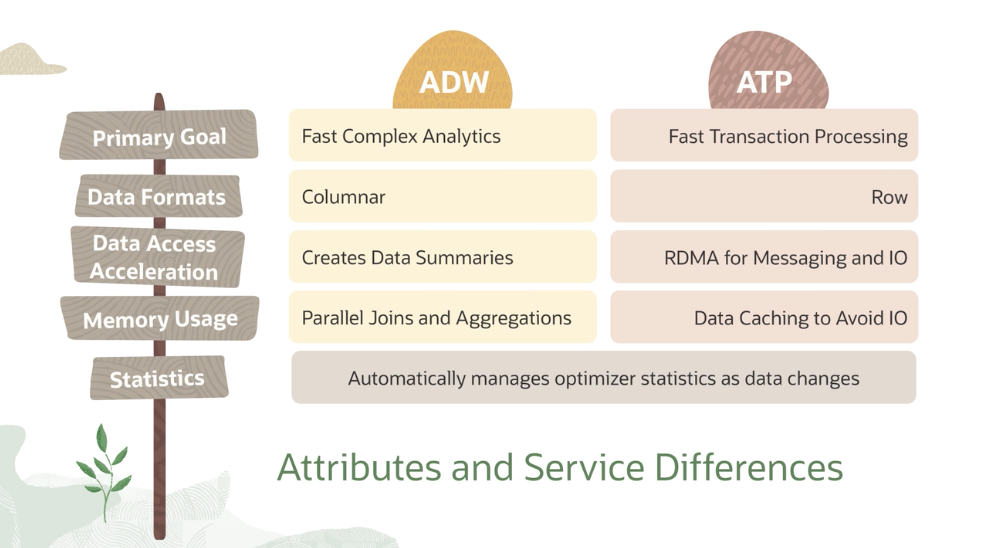 ADW
ATP
Primary Goal
Fast Complex Analytics
Fast Transaction Processing
Data Formats
Columnar
Row
Data Access
Acceleration
Creates Data Summaries
RDMA for Messaging and IO
Memory Usage
Parallel Joins and Aggregations
Data Caching to Avoid IO
Statistics
Automatically manages optimizer statistics as data changes
Attributes and Service Differences